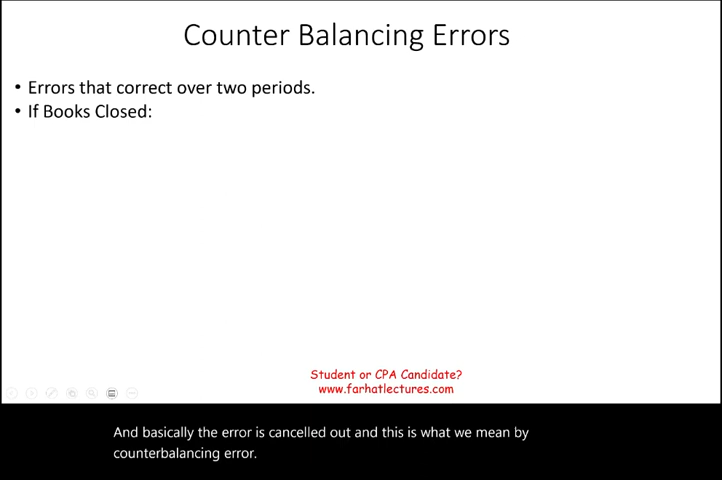 Counter Balancing Errors
• Errors that correct over two periods.
• If Books Closed:
Student or CPA Candidate?
www.farhatlectures.com
And basically the error is cancelled out and this is what we mean by
counterbalancing error.